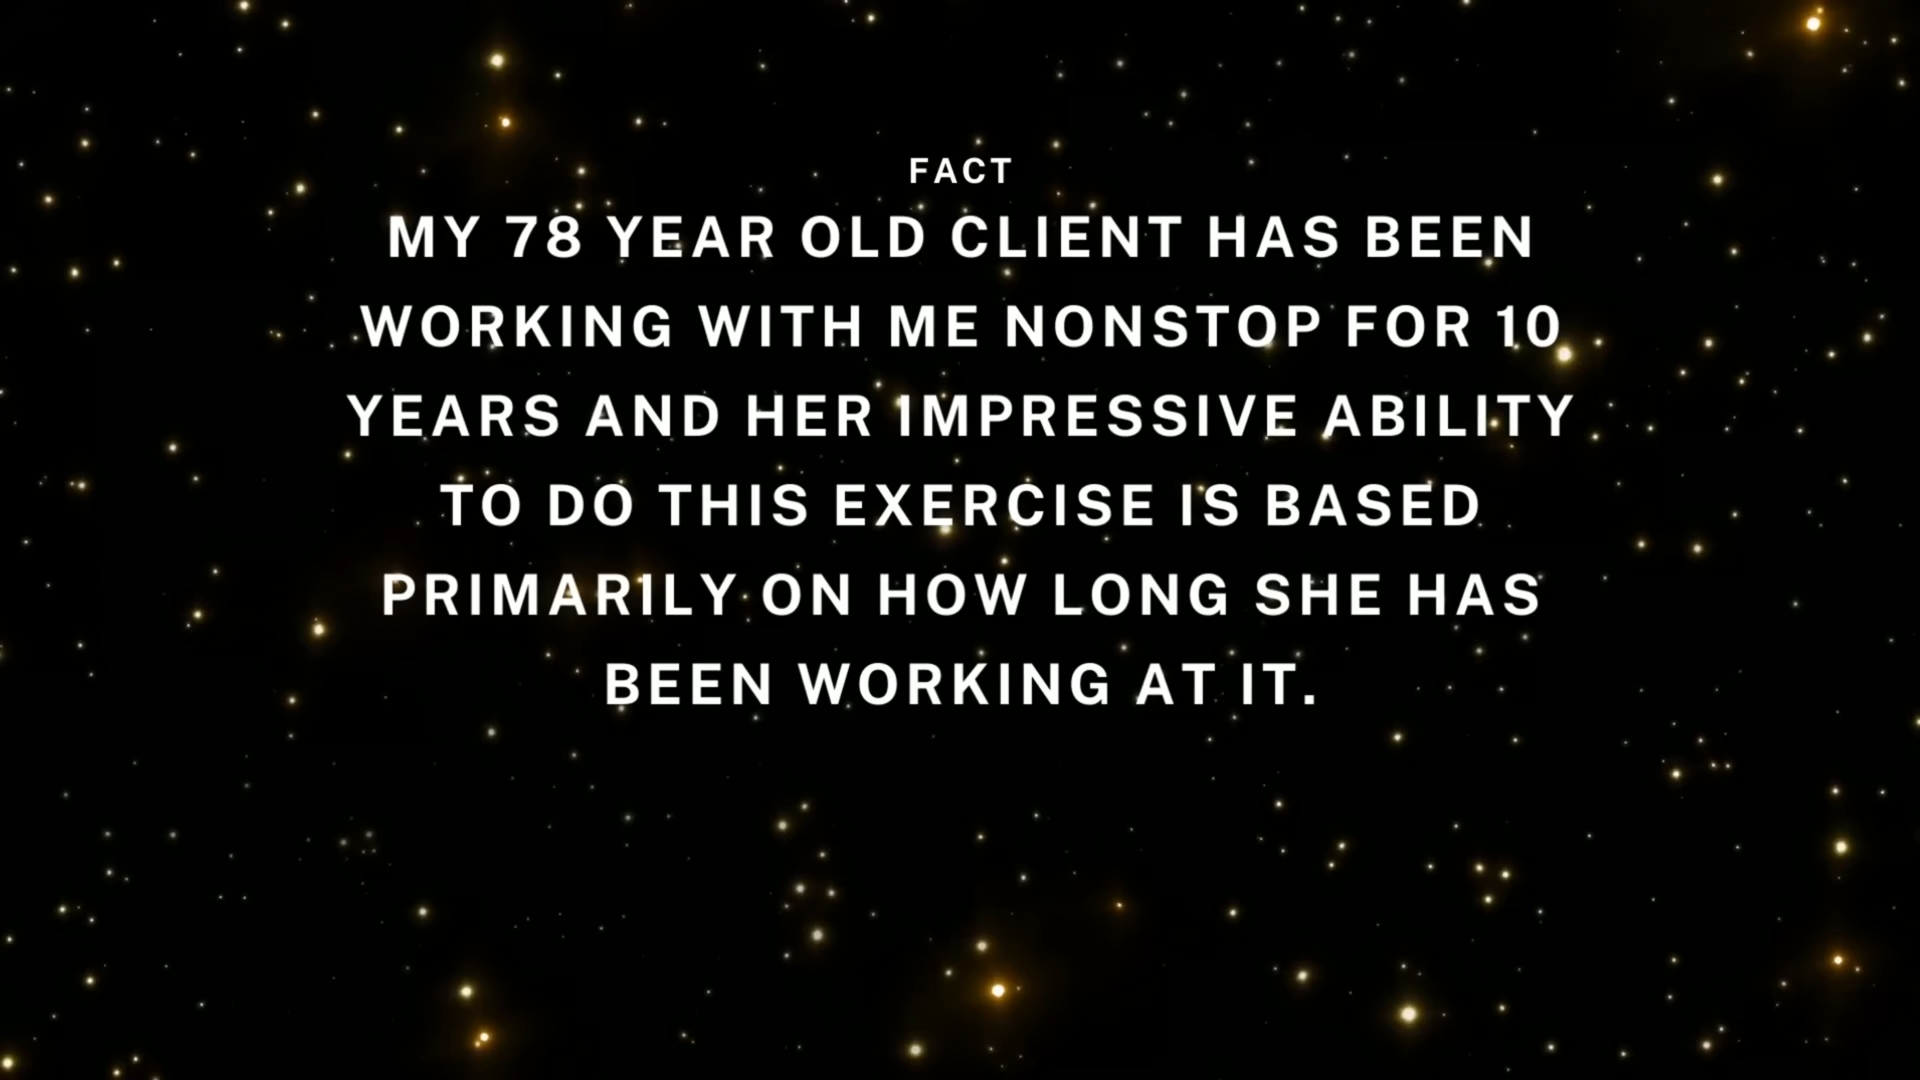 FACT
MY 78 YEAR OLD CLIENT HAS BEEN
WORKING WITH ME NONSTOP FOR 10
YEARS AND HER IMPRESSIVE ABILITY
TO DO THIS EXERCISE IS BASED
PRIMARILY ON HOW LONG SHE HAS
BEEN WORKING AT IT.